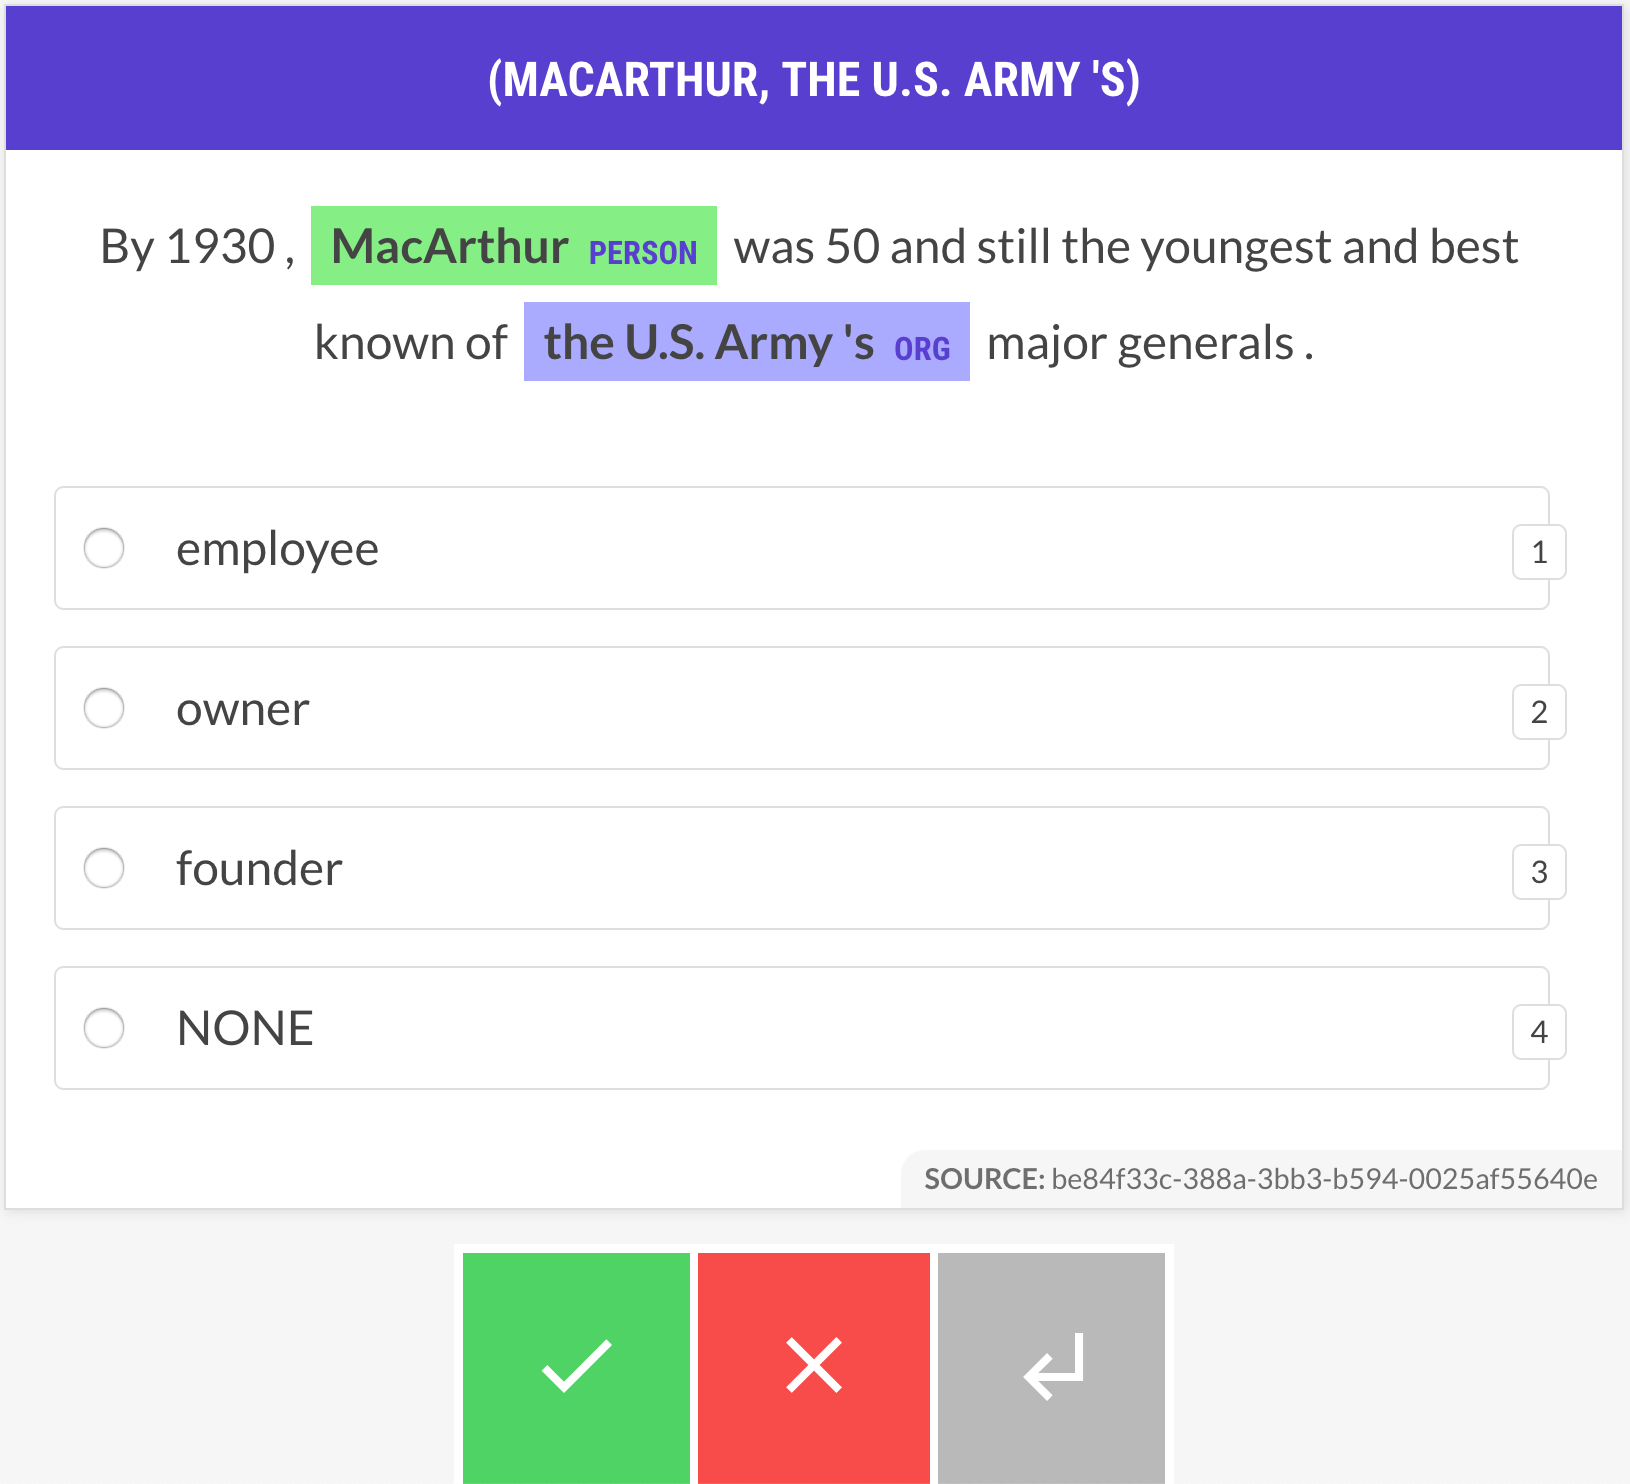 (MACARTHUR, THE U.S. ARMY 'S)
By 1930 , MacArthur PERSON was 50 and still the youngest and best
known of the U.S. Army 's ORG major generals .
employee 1
owner 2
founder 3
NONE 4
SOURCE: be84f33c-388a-3bb3-b594-0025af55640e